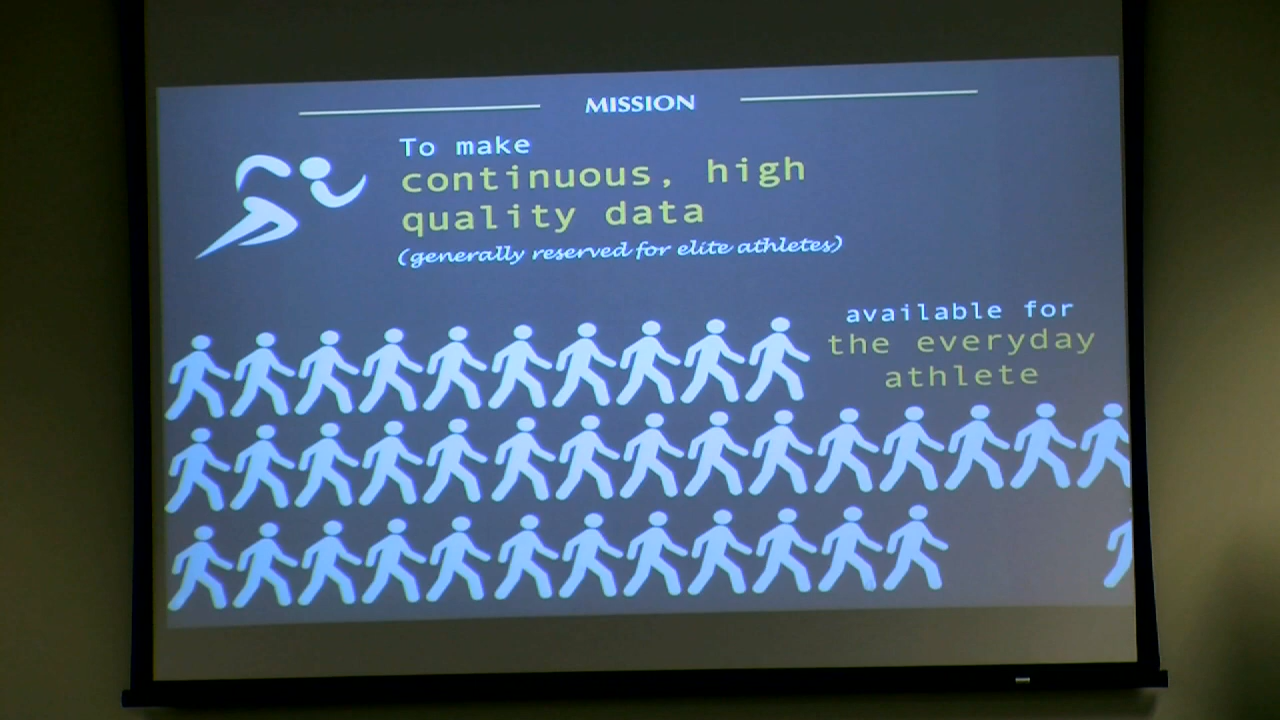 MISSION
To make
continuous, high
quality data
(generally reserved for elite athletes)
available for
the everyday
athlete